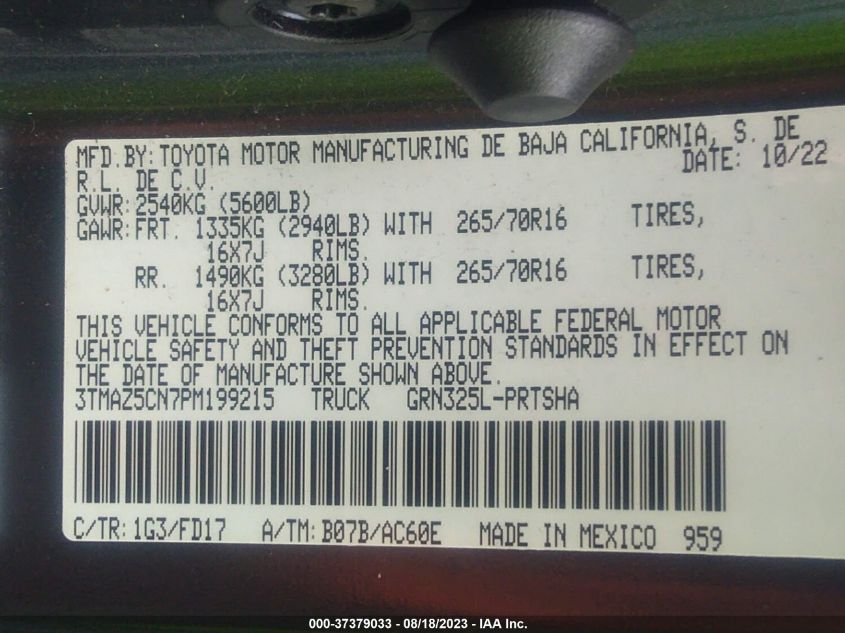 MFD.BY:TOYOTA MOTOR MANUFACTURING DE BAJA CALIFORNIA, S. DE
R.L. DE C.V. DATE: 10/22
GVWR:2540KG (5600LB)
GAWR:FRT. 1335KG (2940LB) WITH 265/70R16 TIRES,
16X7J RIMS.
RR. 1490KG (3280LB) WITH 265/70R16 TIRES,
16X7J RIMS.
THIS VEHICLE CONFORMS TO ALL APPLICABLE FEDERAL MOTOR
VEHICLE SAFETY AND THEFT PREVENTION STANDARDS IN EFFECT ON
THE DATE OF MANUFACTURE SHOWN ABOVE.
3TMAZ5CN7PM199215 TRUCK GRN325L-PRTSHA
C/TR:1G3/FD17 A/TM:B07B/AC60E MADE IN MEXICO 959
000-37379033 - 08/18/2023 - IAA Inc.